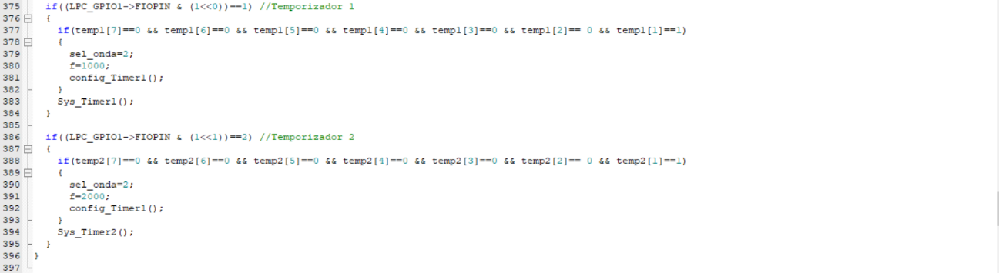 375 if((LPC_GPIO1->FIOPIN & (1<<0))==1) //Temporizador 1
376 {
377 if(temp1[7]==0 && temp1[6]==0 && temp1[5]==0 && temp1[4]==0 && temp1[3]==0 && temp1[2]== 0 && temp1[1]==1)
378 {
379 sel_onda=2;
380 f=1000;
381 config_Timer1();
382 }
383 Sys_Timer1();
384 }
385
386 if((LPC_GPIO1->FIOPIN & (1<<1))==2) //Temporizador 2
387 {
388 if(temp2[7]==0 && temp2[6]==0 && temp2[5]==0 && temp2[4]==0 && temp2[3]==0 && temp2[2]== 0 && temp2[1]==1)
389 {
390 sel_onda=2;
391 f=2000;
392 config_Timer1();
393 }
394 Sys_Timer2();
395 }
396 }
397